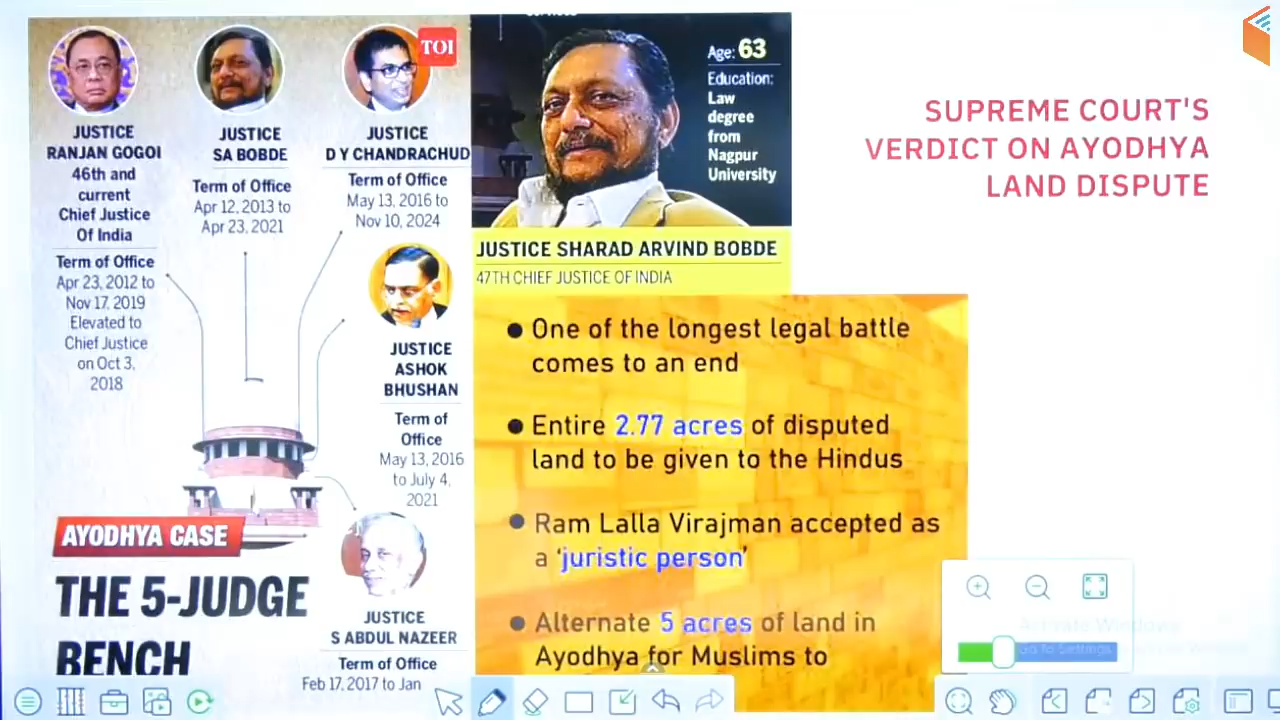 TOI
JUSTICE
RANJAN GOGOI
46th and
current
Chief Justice
Of India
Term of Office
Apr 23, 2012 to
Nov 17, 2019
Elevated to
Chief Justice
on Oct 3,
2018
JUSTICE
SA BOBDE
Term of Office
Apr 12, 2013 to
Apr 23, 2021
JUSTICE
D Y CHANDRACHUD
Term of Office
May 13, 2016 to
Nov 10, 2024
JUSTICE
ASHOK
BHUSHAN
Term of
Office
May 13, 2016
to July 4,
2021
JUSTICE
S ABDUL NAZEER
Term of Office
Feb 17, 2017 to Jan
AYODHYA CASE
THE 5-JUDGE
BENCH
Age: 63
Education:
Law
degree
from
Nagpur
University
JUSTICE SHARAD ARVIND BOBDE
47TH CHIEF JUSTICE OF INDIA
• One of the longest legal battle
comes to an end
• Entire 2.77 acres of disputed
land to be given to the Hindus
• Ram Lalla Virajman accepted as
a 'juristic person'
• Alternate 5 acres of land in
Ayodhya for Muslims to
SUPREME COURT'S
VERDICT ON AYODHYA
LAND DISPUTE
Activate Windows
Go to Settings